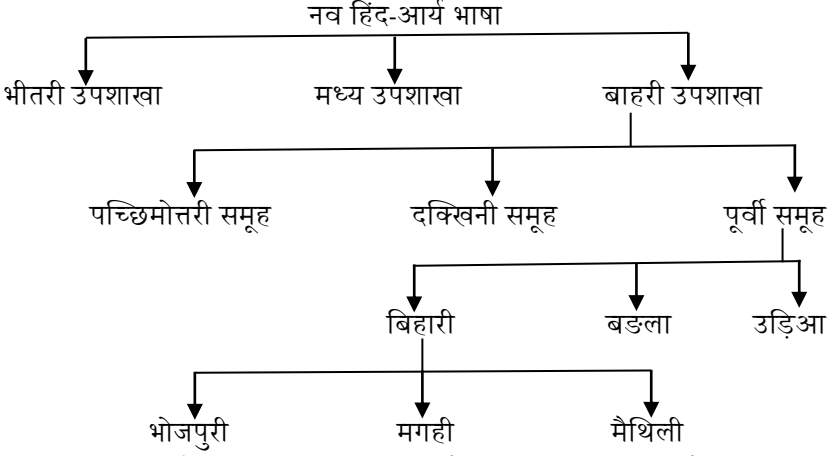 नव हिंद-आर्य भाषा
भीतरी उपशाखा मध्य उपशाखा बाहरी उपशाखा
पच्छिमोत्तरी समूह दक्खिनी समूह पूर्वी समूह
बिहारी बङला उड़िआ
भोजपुरी मगही मैथिली